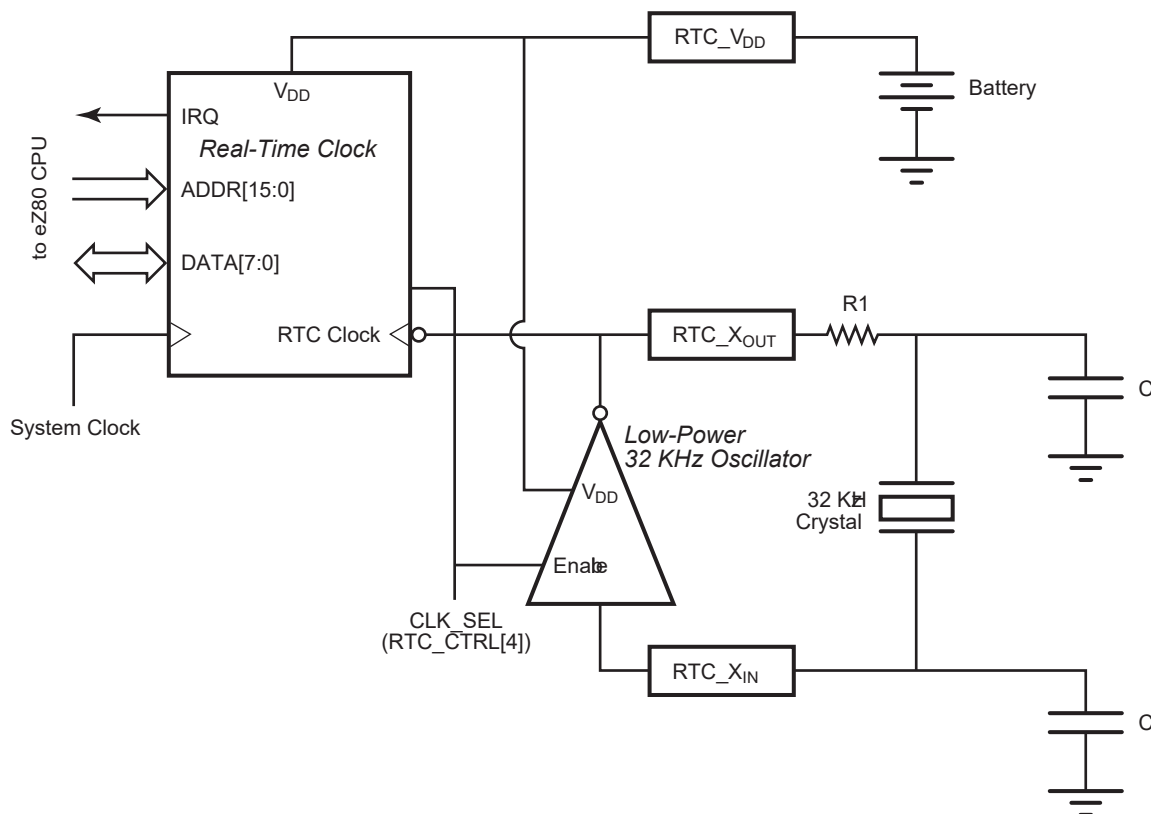 RTC_VDD
VDD
Battery
IRQ
Real-Time Clock
to eZ80 CPU
ADDR[15:0]
DATA[7:0]
R1
RTC Clock
RTC_XOUT
C
System Clock
Low-Power
32 KHz Oscillator
VDD
32 KHz
Crystal
Enable
CLK_SEL
(RTC_CTRL[4])
RTC_XIN
C